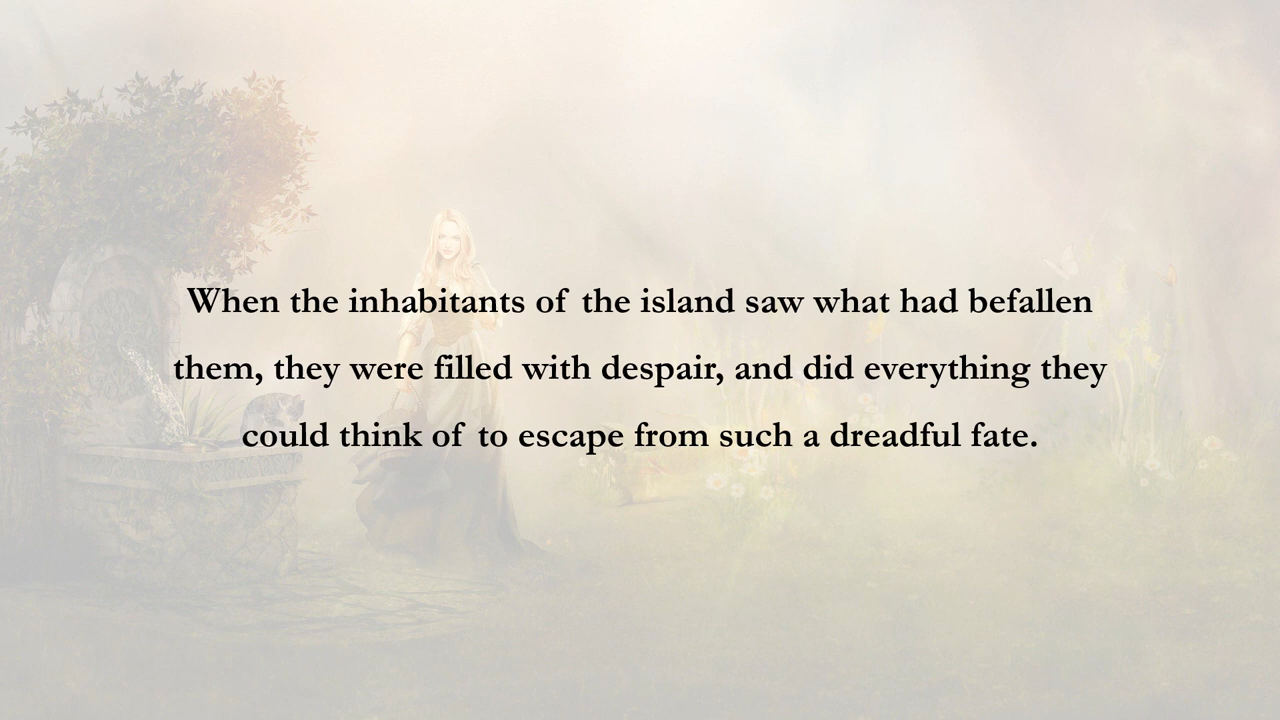 When the inhabitants of the island saw what had befallen
them, they were filled with despair, and did everything they
could think of to escape from such a dreadful fate.